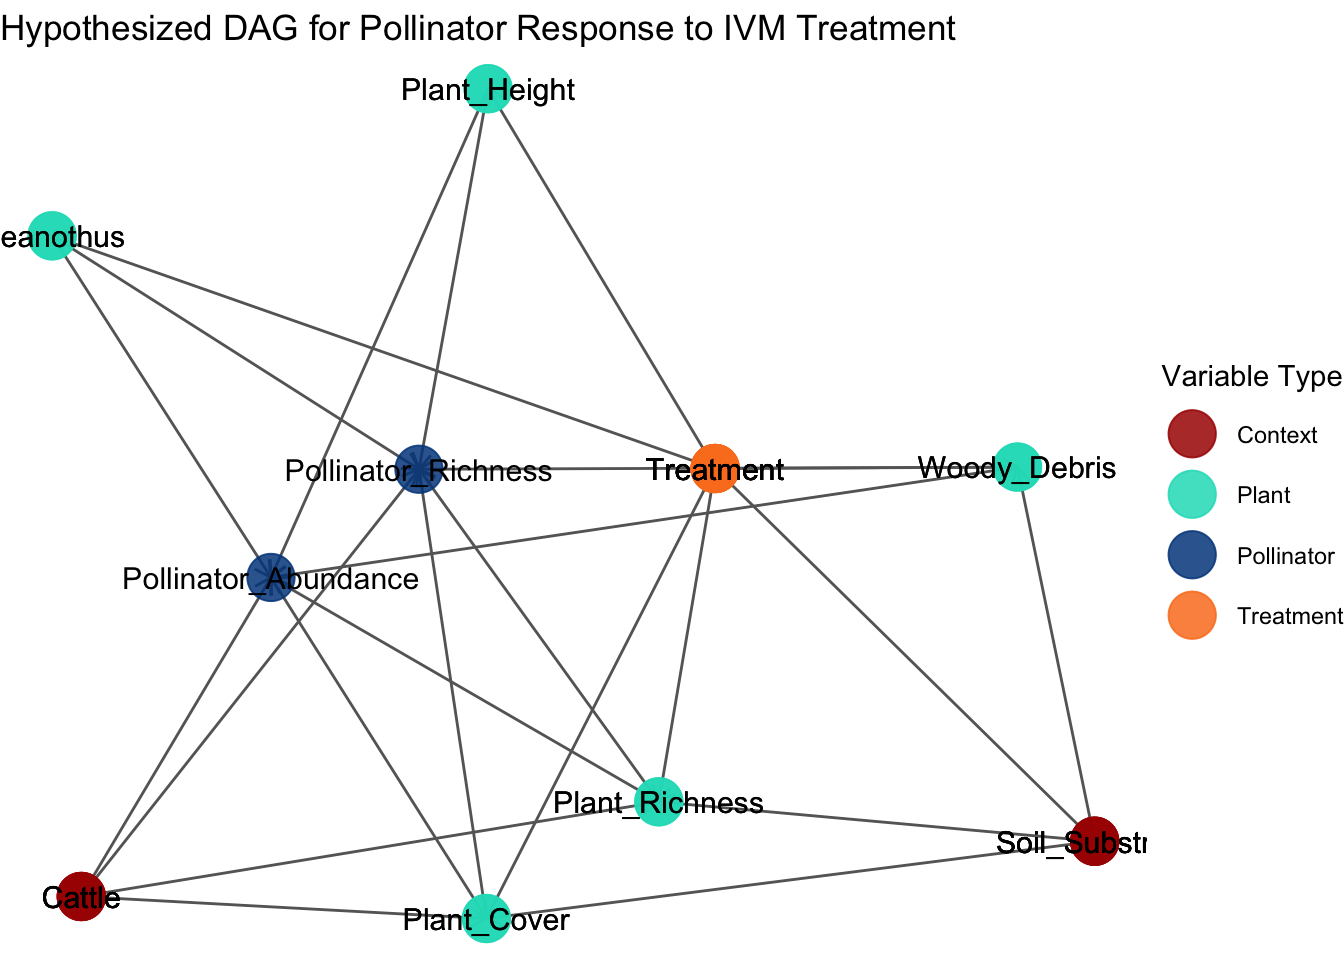 Hypothesized DAG for Pollinator Response to IVM Treatment
Plant_Height
eanothus
Variable Type
Context
Pollinator_Richness
Treatment
Woody_Debris
Plant
Pollinator
Pollinator_Abundance
Treatment
Plant_Richness
Soil_Substr
Cattle
Plant_Cover